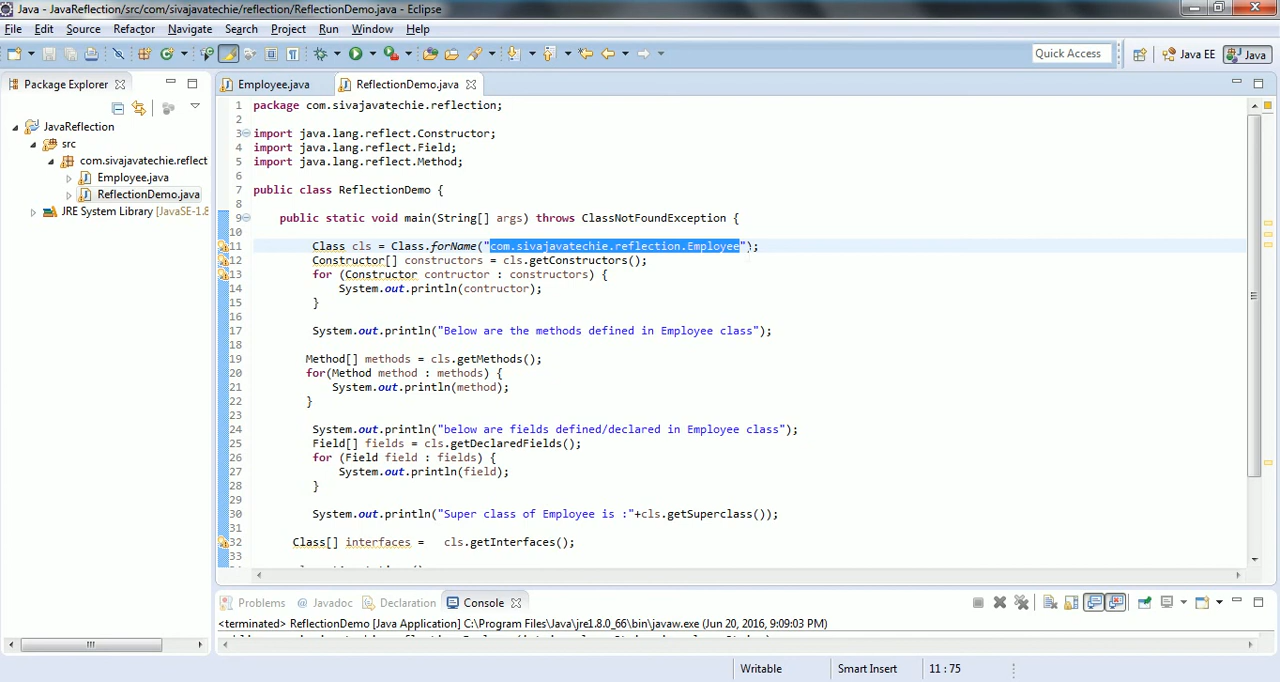 Java - JavaReflection/src/com/sivajavatechie/reflection/ReflectionDemo.java - Eclipse
File Edit Source Refactor Navigate Search Project Run Window Help
Quick Access Java EE Java
Package Explorer
Employee.java ReflectionDemo.java
JavaReflection
src
com.sivajavatechie.reflect
Employee.java
ReflectionDemo.java
JRE System Library [JavaSE-1.8
1 package com.sivajavatechie.reflection;
2
3 import java.lang.reflect.Constructor;
4 import java.lang.reflect.Field;
5 import java.lang.reflect.Method;
6
7 public class ReflectionDemo {
8
9 public static void main(String[] args) throws ClassNotFoundException {
10
11 Class cls = Class.forName("com.sivajavatechie.reflection.Employee");
12 Constructor[] constructors = cls.getConstructors();
13 for (Constructor contructor : constructors) {
14 System.out.println(contructor);
15 }
16
17 System.out.println("Below are the methods defined in Employee class");
18
19 Method[] methods = cls.getMethods();
20 for(Method method : methods) {
21 System.out.println(method);
22 }
23
24 System.out.println("below are fields defined/declared in Employee class");
25 Field[] fields = cls.getDeclaredFields();
26 for (Field field : fields) {
27 System.out.println(field);
28 }
29
30 System.out.println("Super class of Employee is :"+cls.getSuperclass());
31
32 Class[] interfaces = cls.getInterfaces();
33
Problems Javadoc Declaration Console
<terminated> ReflectionDemo [Java Application] C:\Program Files\Java\jre1.8.0_66\bin\javaw.exe (Jun 20, 2016, 9:09:03 PM)
Writable Smart Insert 11 : 75